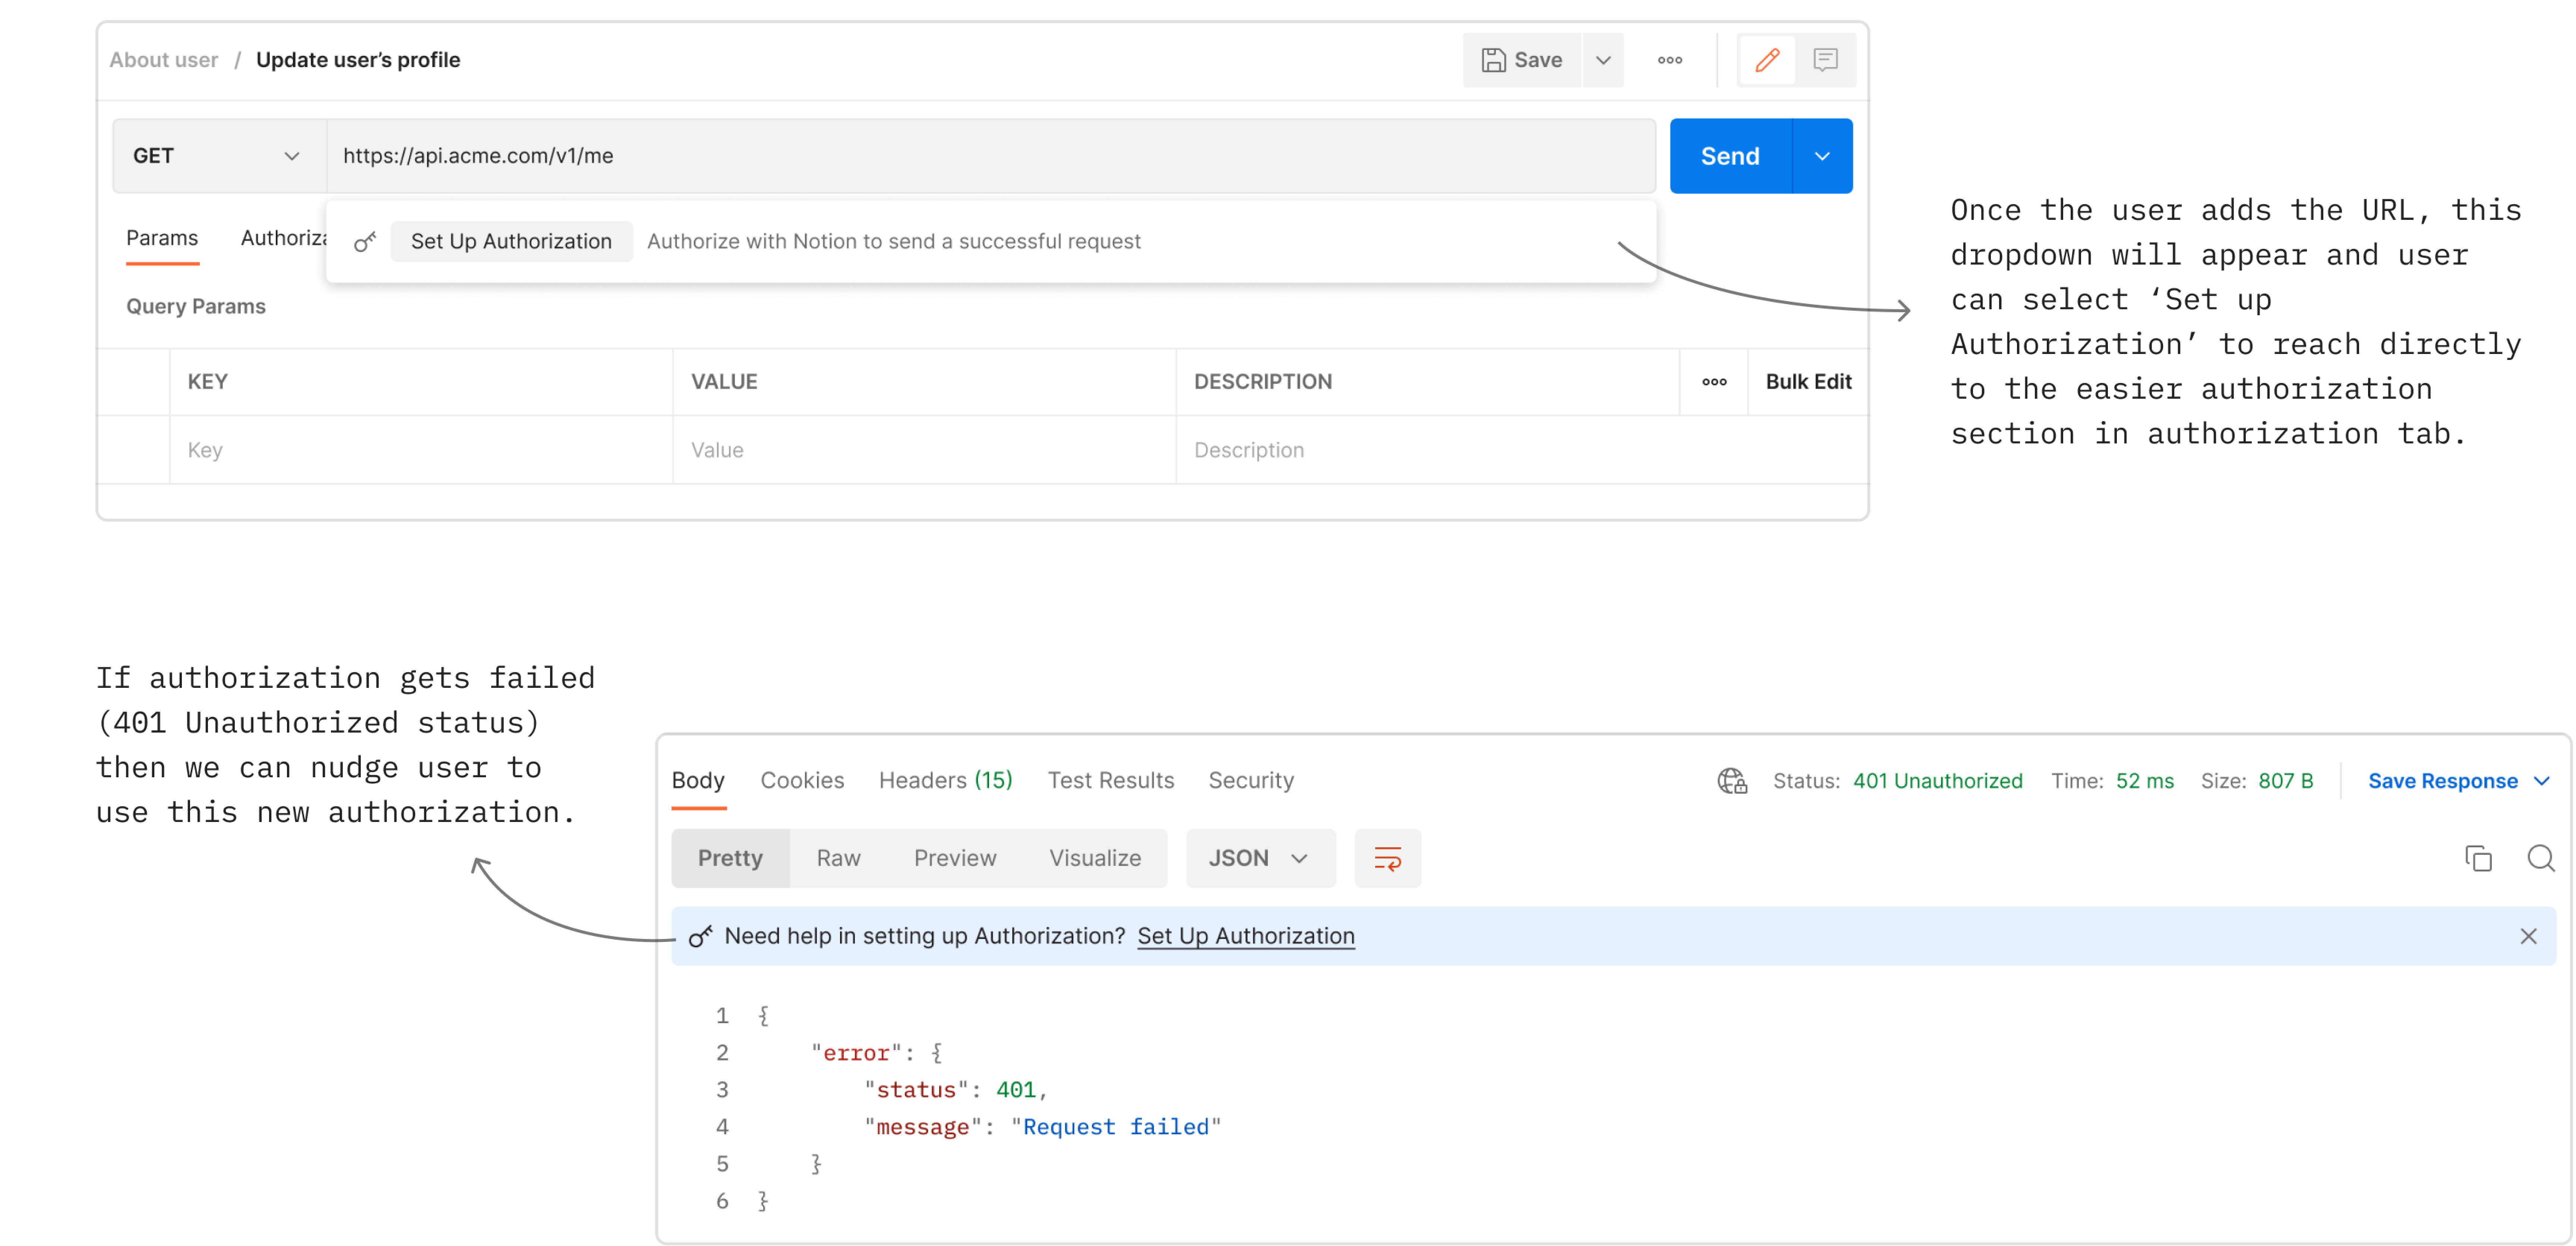 About user / Update user’s profile
Save
GET
https://api.acme.com/v1/me
Send
Params
Set Up Authorization Authorize with Notion to send a successful request
Query Params
KEY VALUE DESCRIPTION Bulk Edit
Key Value Description
Once the user adds the URL, this
dropdown will appear and user
can select ‘Set up
Authorization’ to reach directly
to the easier authorization
section in authorization tab.
If authorization gets failed
(401 Unauthorized status)
then we can nudge user to
use this new authorization.
Body Cookies Headers (15) Test Results Security Status: 401 Unauthorized Time: 52 ms Size: 807 B Save Response
Pretty Raw Preview Visualize JSON
Need help in setting up Authorization? Set Up Authorization
1 {
2 "error": {
3 "status": 401,
4 "message": "Request failed"
5 }
6 }